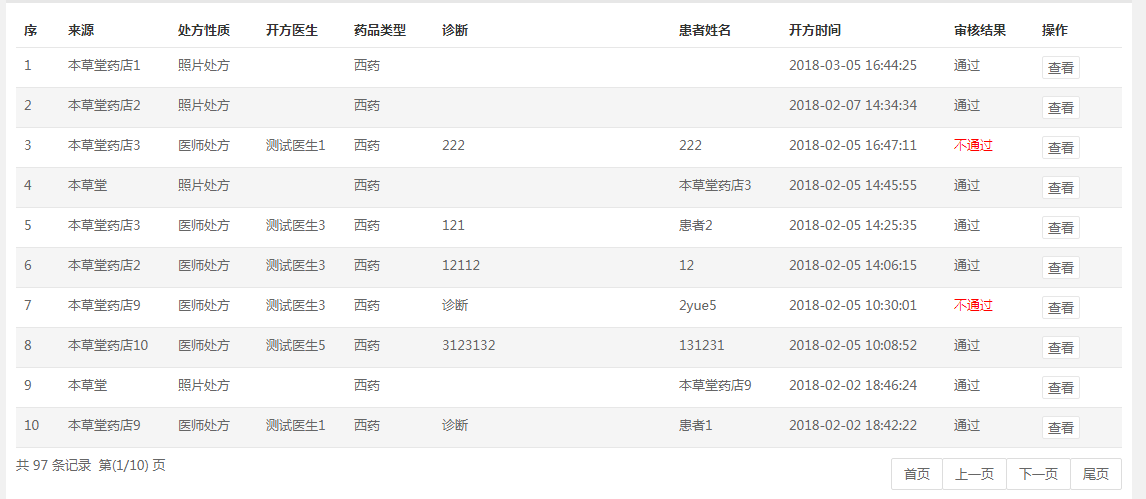 序 来源 处方性质 开方医生 药品类型 诊断 患者姓名 开方时间 审核结果 操作
1 本草堂药店1 照片处方 西药 2018-03-05 16:44:25 通过 查看
2 本草堂药店2 照片处方 西药 2018-02-07 14:34:34 通过 查看
3 本草堂药店3 医师处方 测试医生1 西药 222 222 2018-02-05 16:47:11 不通过 查看
4 本草堂 照片处方 西药 本草堂药店3 2018-02-05 14:45:55 通过 查看
5 本草堂药店3 医师处方 测试医生3 西药 121 患者2 2018-02-05 14:25:35 通过 查看
6 本草堂药店2 医师处方 测试医生3 西药 12112 12 2018-02-05 14:06:15 通过 查看
7 本草堂药店9 医师处方 测试医生3 西药 诊断 2yue5 2018-02-05 10:30:01 不通过 查看
8 本草堂药店10 医师处方 测试医生5 西药 3123132 131231 2018-02-05 10:08:52 通过 查看
9 本草堂 照片处方 西药 本草堂药店9 2018-02-02 18:46:24 通过 查看
10 本草堂药店9 医师处方 测试医生1 西药 诊断 患者1 2018-02-02 18:42:22 通过 查看
共 97 条记录 第(1/10) 页 首页 上一页 下一页 尾页